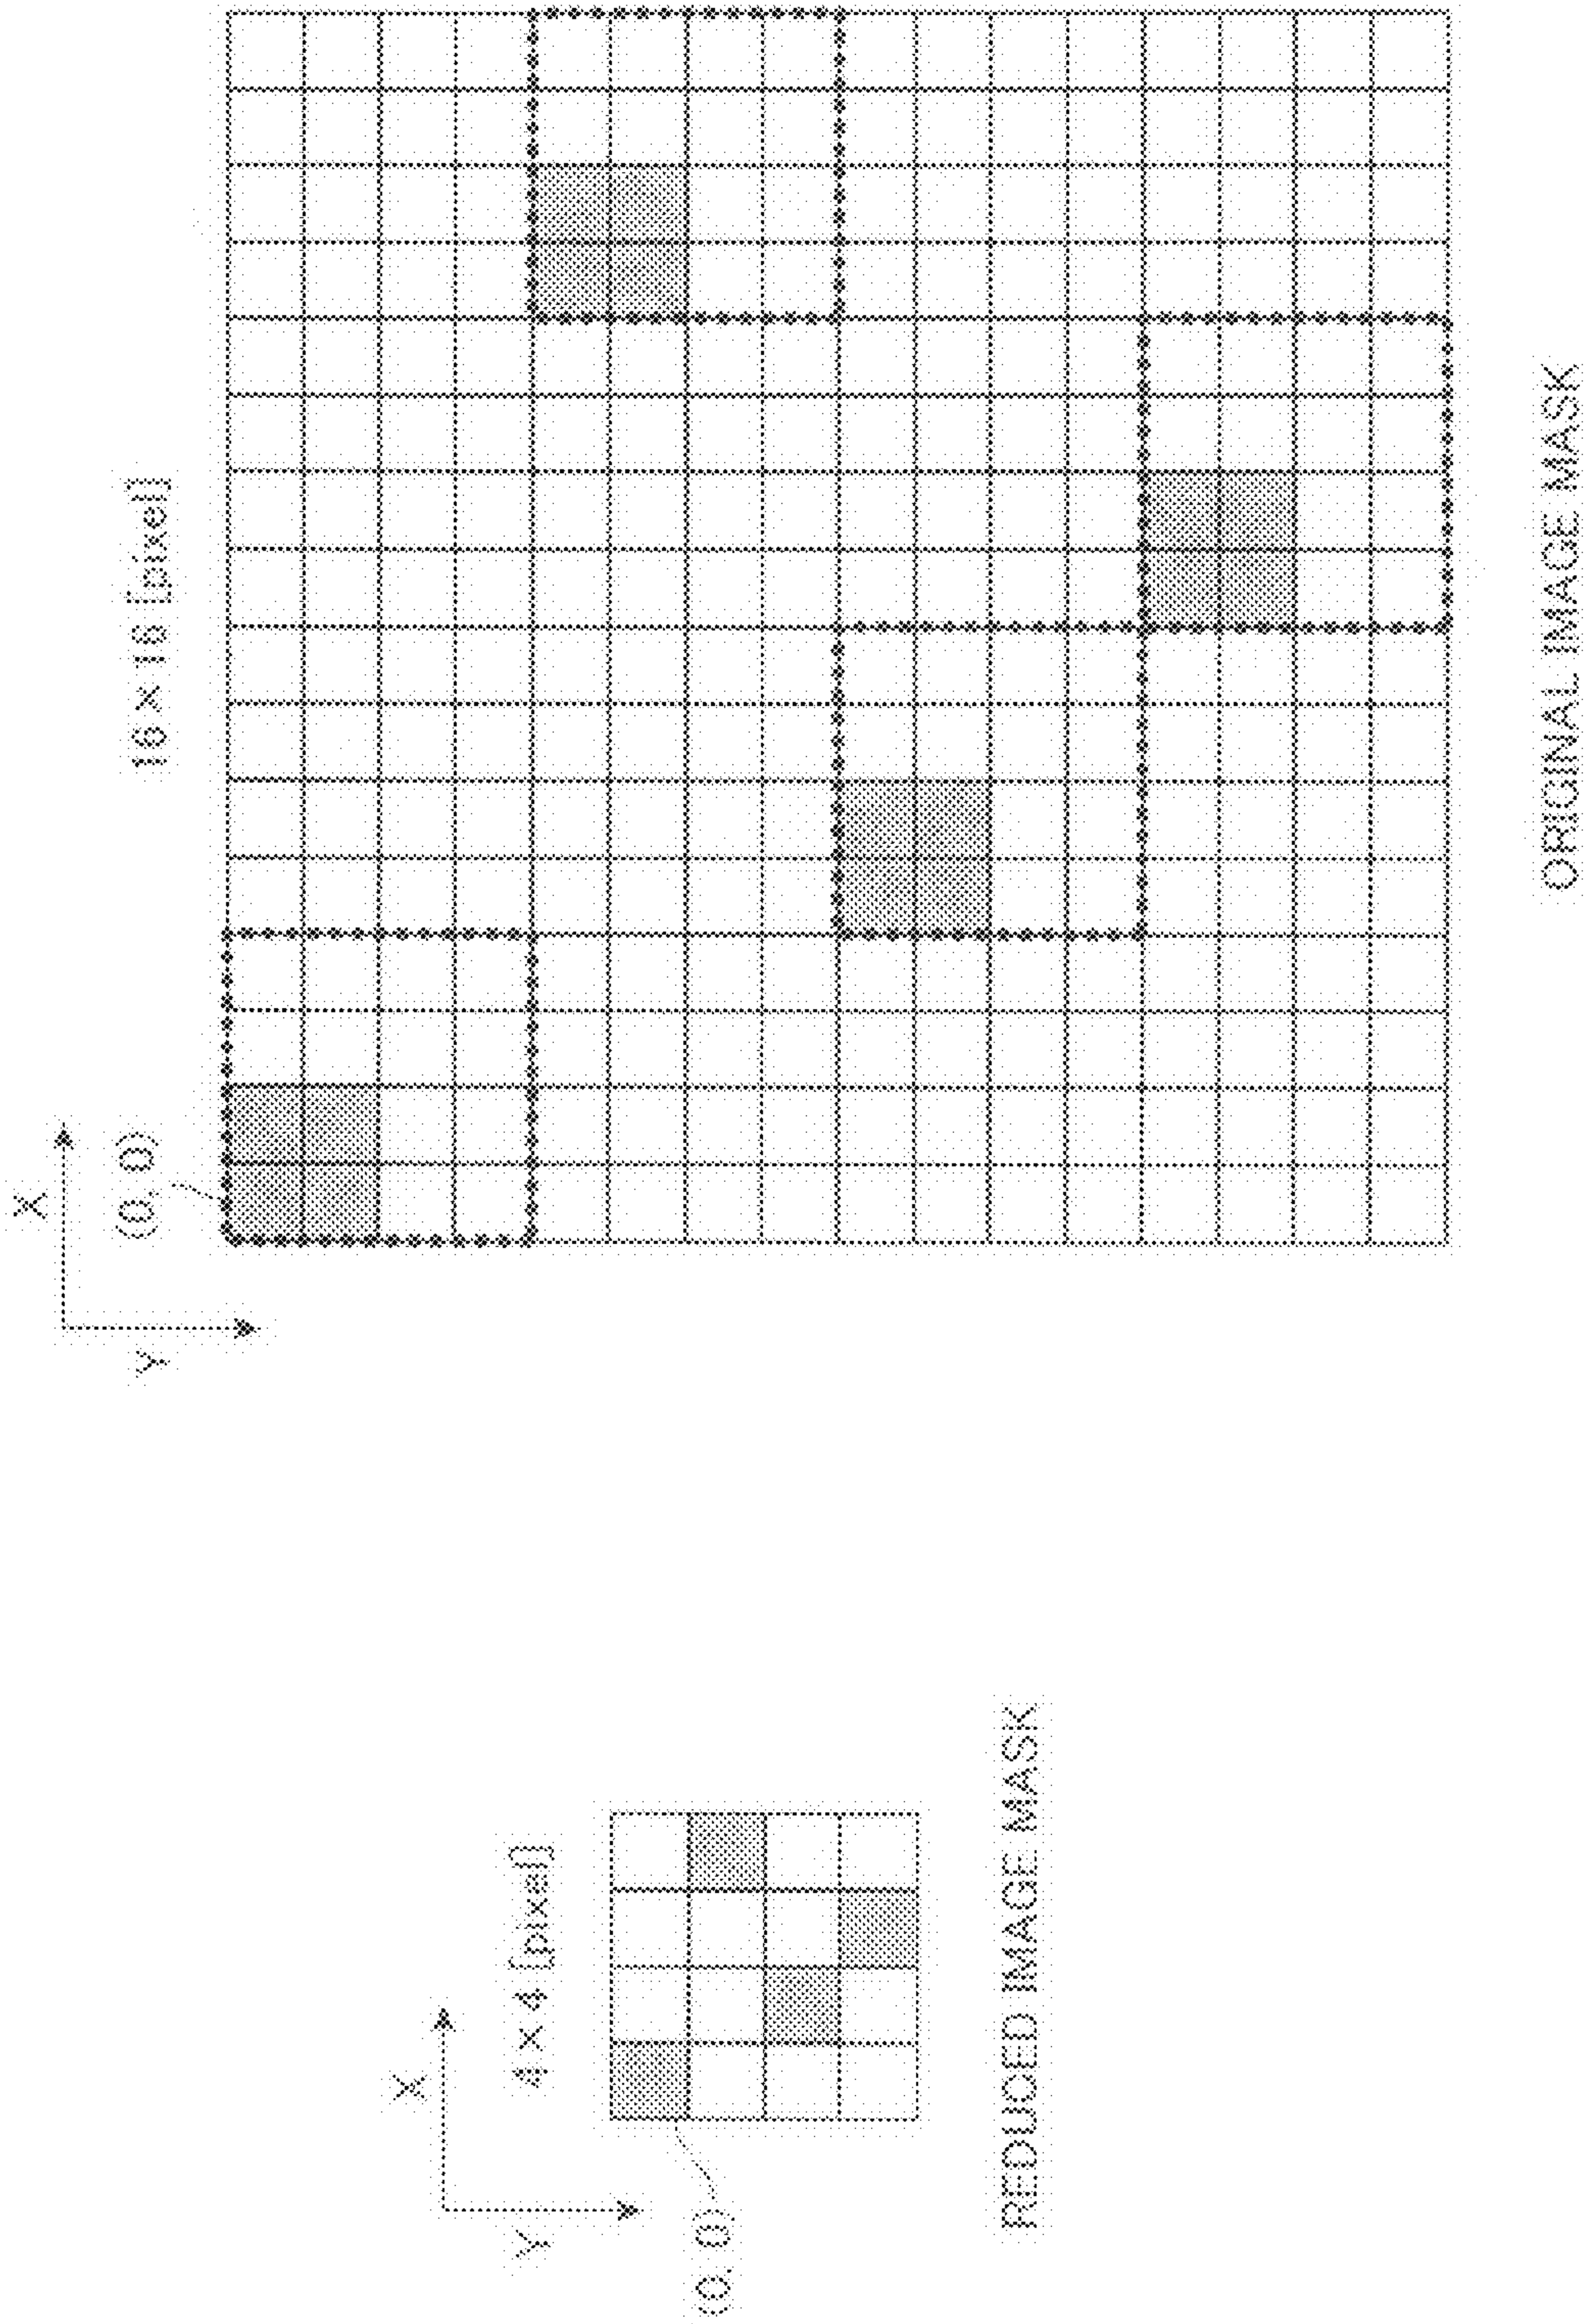 X
Y
(0, 0)
4×4 [pixel]
REDUCED IMAGE MASK
X
Y
(0, 0)
16×16 [pixel]
ORIGINAL IMAGE MASK